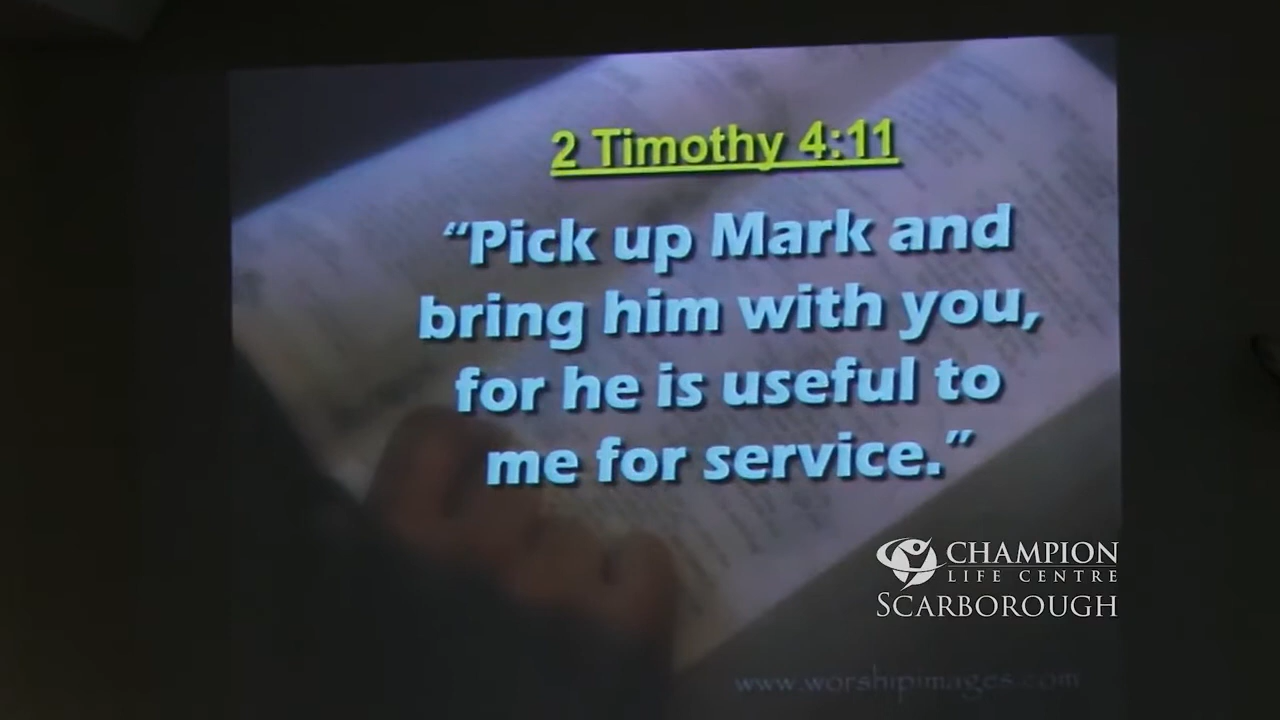 2 Timothy 4:11
“Pick up Mark and
bring him with you,
for he is useful to
me for service.”
CHAMPION
LIFE CENTRE
SCARBOROUGH
www.worshipimages.com